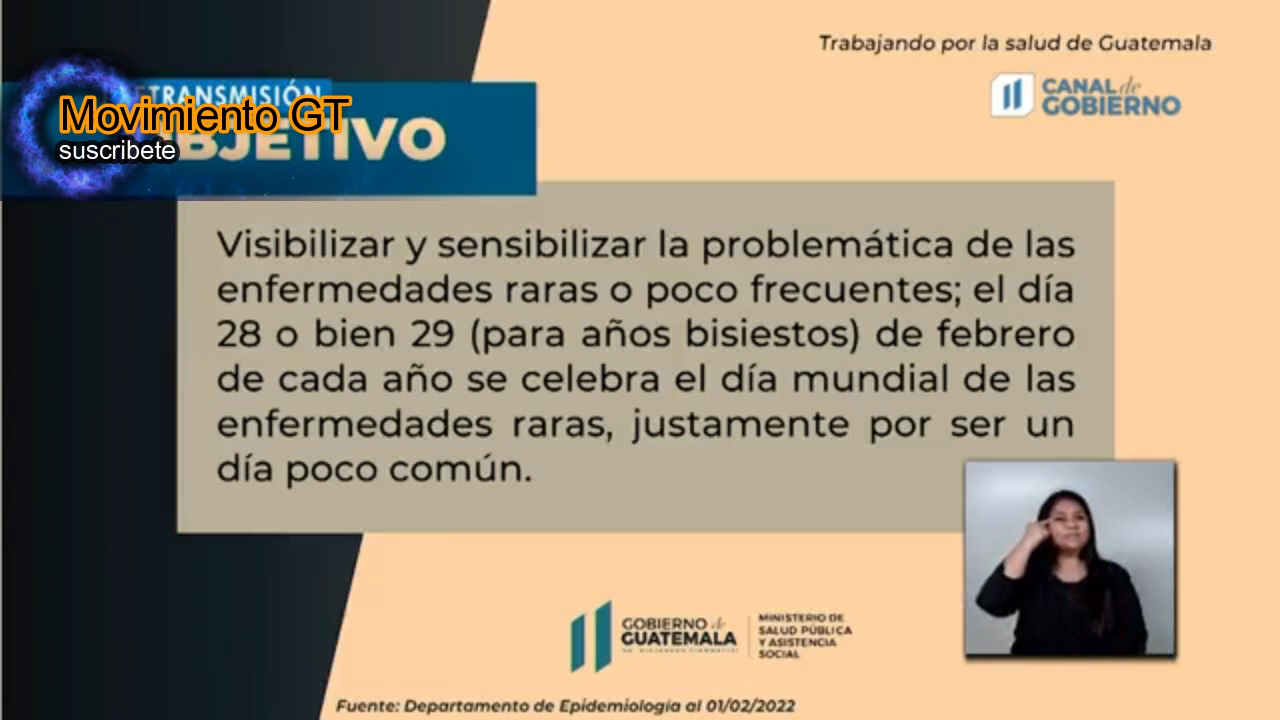 Trabajando por la salud de Guatemala
CANAL de
GOBIERNO
ETRANSMISIÓN
Movimiento GT
BJETIVO
suscribete
Visibilizar y sensibilizar la problemática de las
enfermedades raras o poco frecuentes; el día
28 o bien 29 (para años bisiestos) de febrero
de cada año se celebra el día mundial de las
enfermedades raras, justamente por ser un
día poco común.
GOBIERNO de
GUATEMALA
MINISTERIO DE
SALUD PÚBLICA
Y ASISTENCIA
SOCIAL
Fuente: Departamento de Epidemiología al 01/02/2022